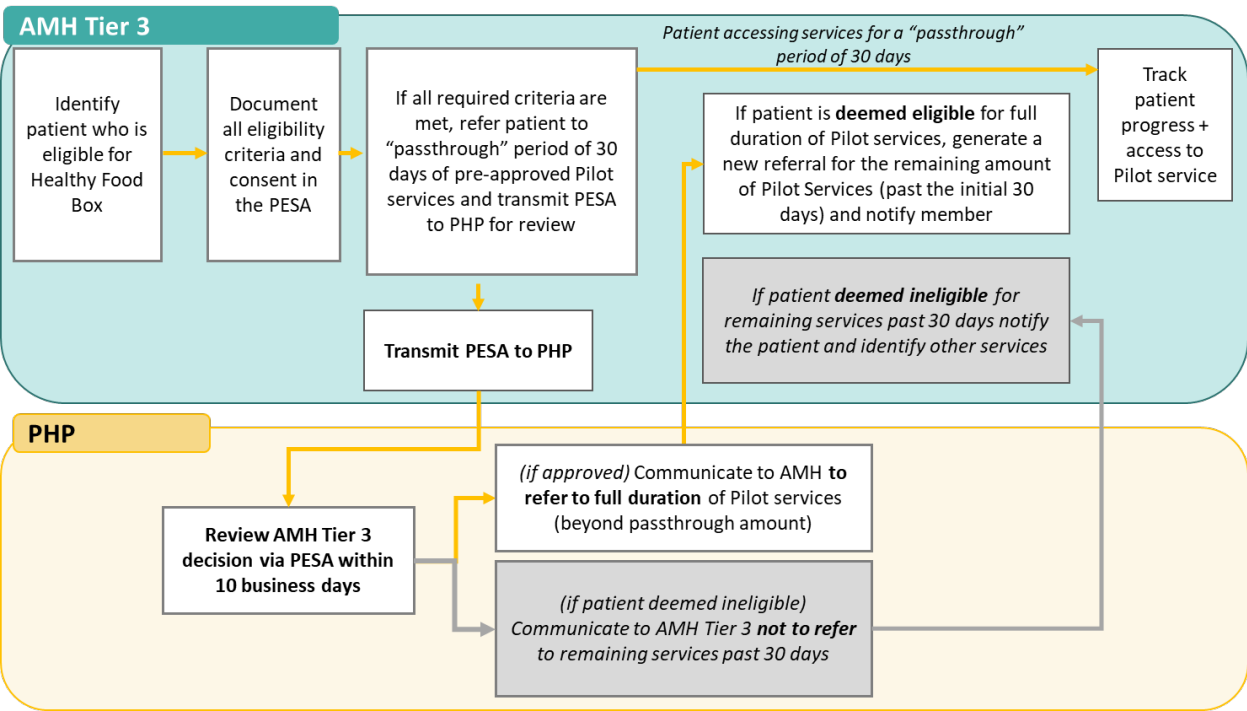 AMH Tier 3
Identify
patient who is
eligible for
Healthy Food
Box
Document
all eligibility
criteria and
consent in
the PESA
If all required criteria are
met, refer patient to
“passthrough” period of 30
days of pre-approved Pilot
services and transmit PESA
to PHP for review
Patient accessing services for a “passthrough”
period of 30 days
Track
patient
progress +
access to
Pilot service
If patient is deemed eligible for full
duration of Pilot services, generate a
new referral for the remaining amount
of Pilot Services (past the initial 30
days) and notify member
If patient deemed ineligible for
remaining services past 30 days notify
the patient and identify other services
Transmit PESA to PHP
PHP
Review AMH Tier 3
decision via PESA within
10 business days
(if approved) Communicate to AMH to
refer to full duration of Pilot services
(beyond passthrough amount)
(if patient deemed ineligible)
Communicate to AMH Tier 3 not to refer
to remaining services past 30 days